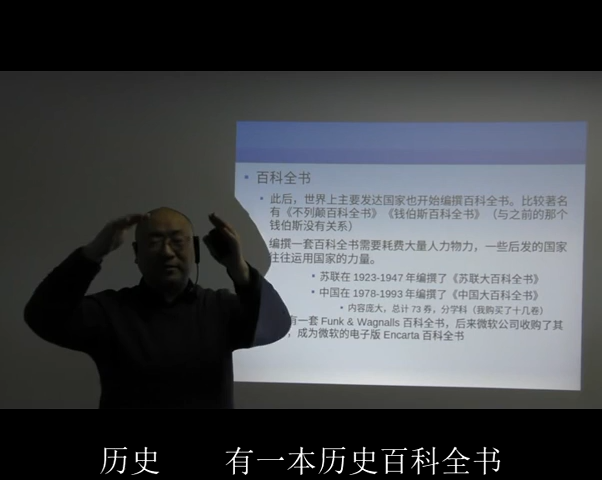 百科全书
此后，世界上主要发达国家也开始编撰百科全书。比较著名
有《不列颠百科全书》《钱伯斯百科全书》（与之前的那个
钱伯斯没有关系）
编撰一套百科全书需要耗费大量人力物力，一些后发的国家
往往运用国家的力量。
苏联在 1923-1947 年编撰了《苏联大百科全书》
中国在 1978-1993 年编撰了《中国大百科全书》
内容庞大，总计 73 卷，分学科（我购买了十几卷）
有一套 Funk & Wagnalls 百科全书，后来微软公司收购了其
，成为微软的电子版 Encarta 百科全书
历史 有一本历史百科全书